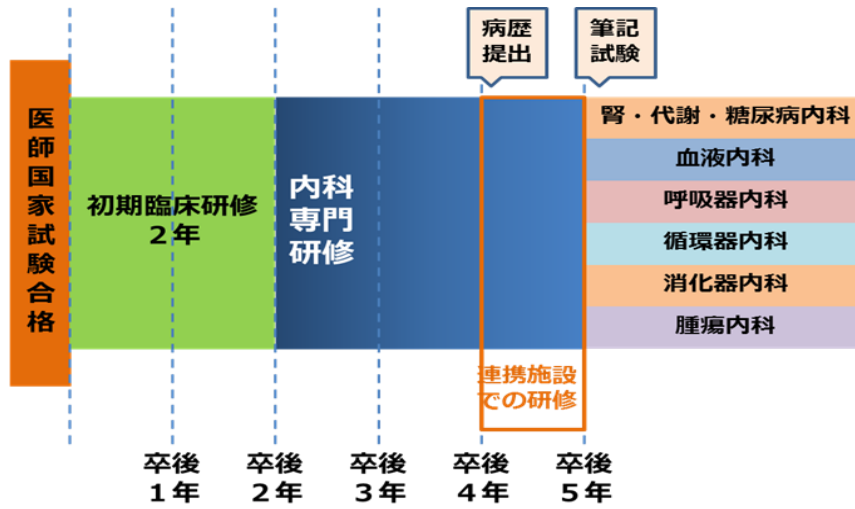 病歴
提出
筆記
試験
医師国家試験合格
初期臨床研修
2年
内科
専門
研修
腎・代謝・糖尿病内科
血液内科
呼吸器内科
循環器内科
消化器内科
腫瘍内科
連携施設
での研修
卒後
1年
卒後
2年
卒後
3年
卒後
4年
卒後
5年